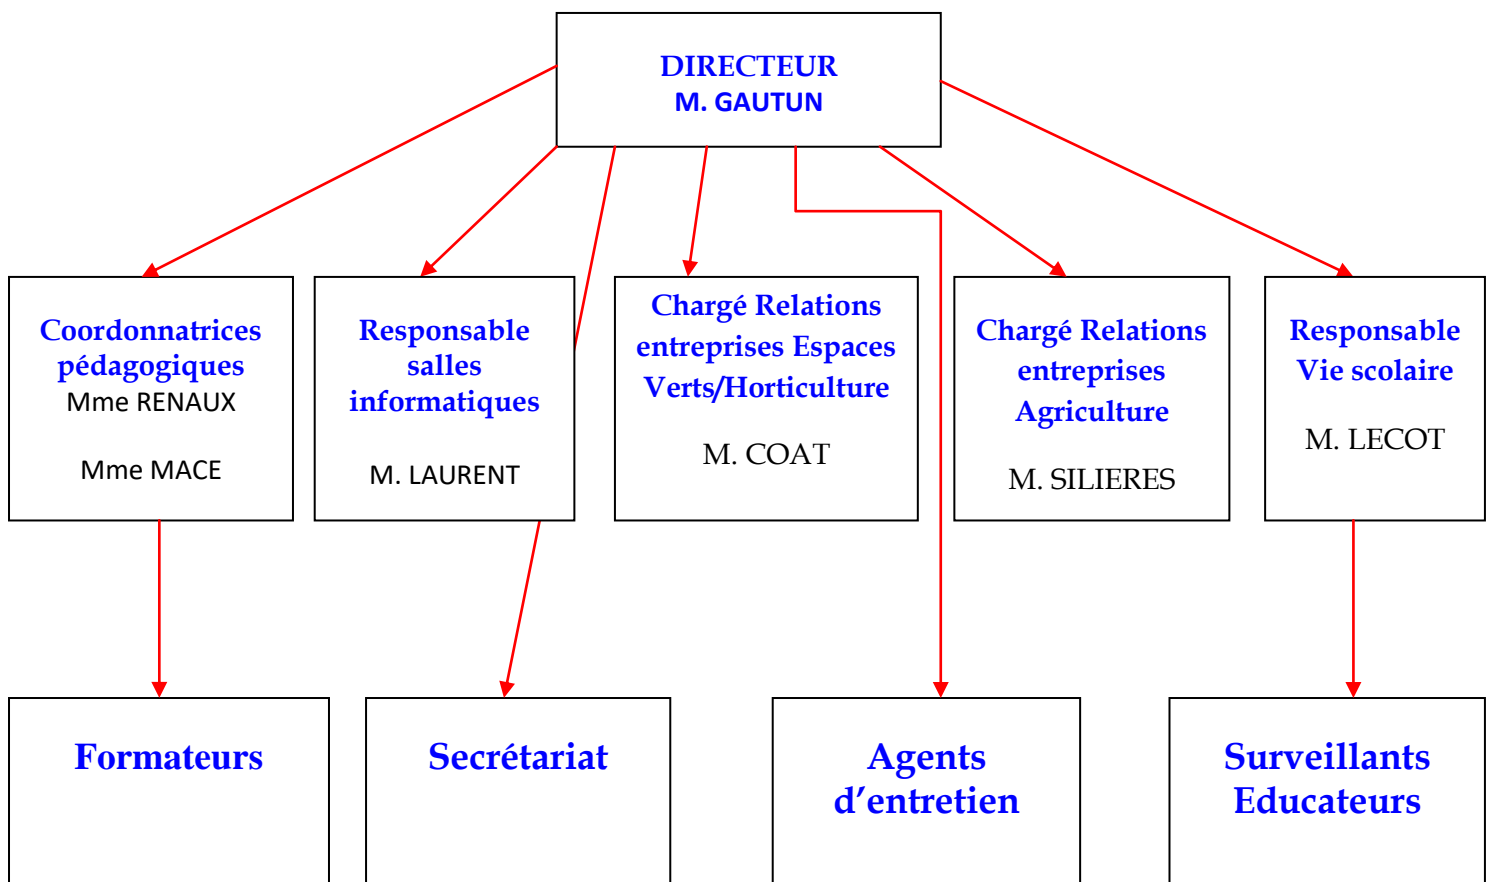 DIRECTEUR
M. GAUTUN
Coordonnatrices
pédagogiques
Mme RENAUX
Mme MACE
Responsable
salles
informatiques
M. LAURENT
Chargé Relations
entreprises Espaces
Verts/Horticulture
M. COAT
Chargé Relations
entreprises
Agriculture
M. SILIERES
Responsable
Vie scolaire
M. LECOT
Formateurs
Secrétariat
Agents
d’entretien
Surveillants
Educateurs